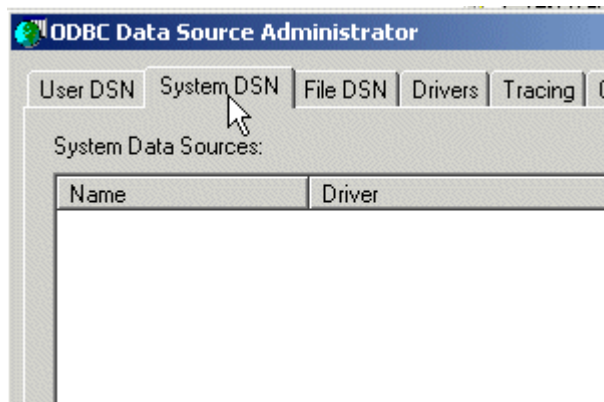 ODBC Data Source Administrator
User DSN System DSN File DSN Drivers Tracing
System Data Sources:
Name Driver